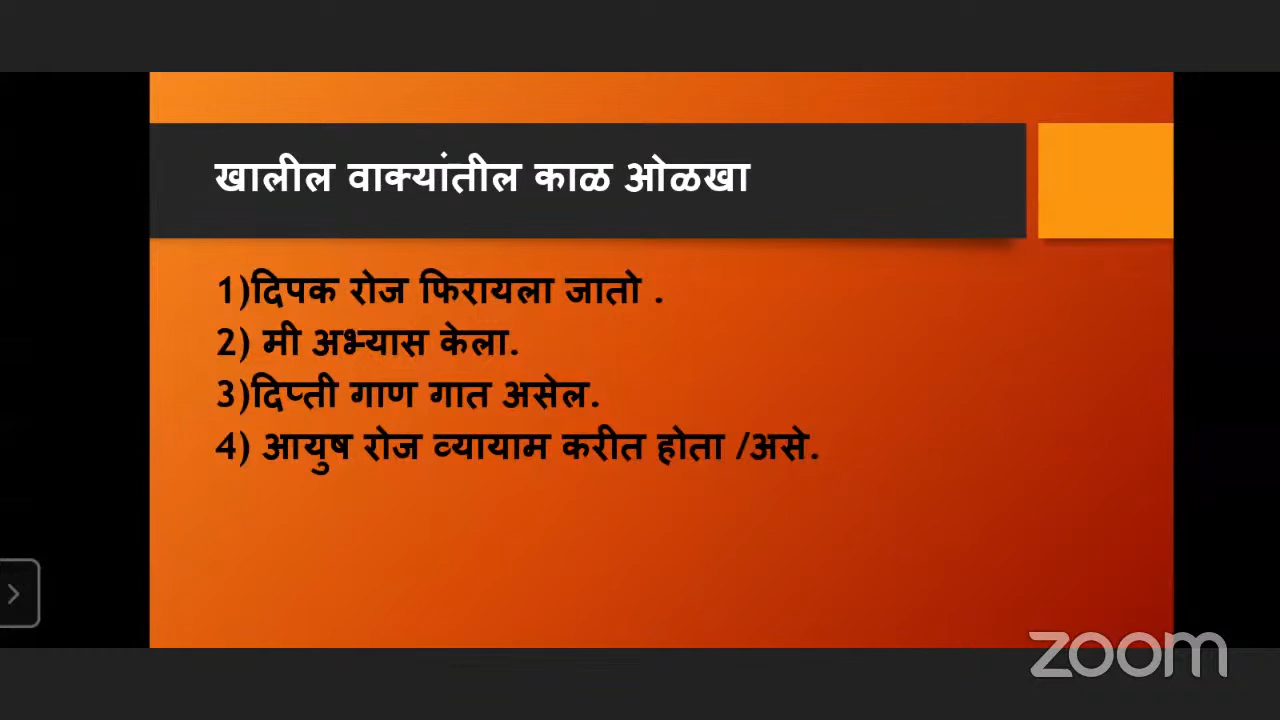 खालील वाक्यांतील काळ ओळखा
1)दिपक रोज फिरायला जातो .
2) मी अभ्यास केला.
3)दिप्ती गाण गात असेल.
4) आयुष रोज व्यायाम करीत होता /असे.
zoom